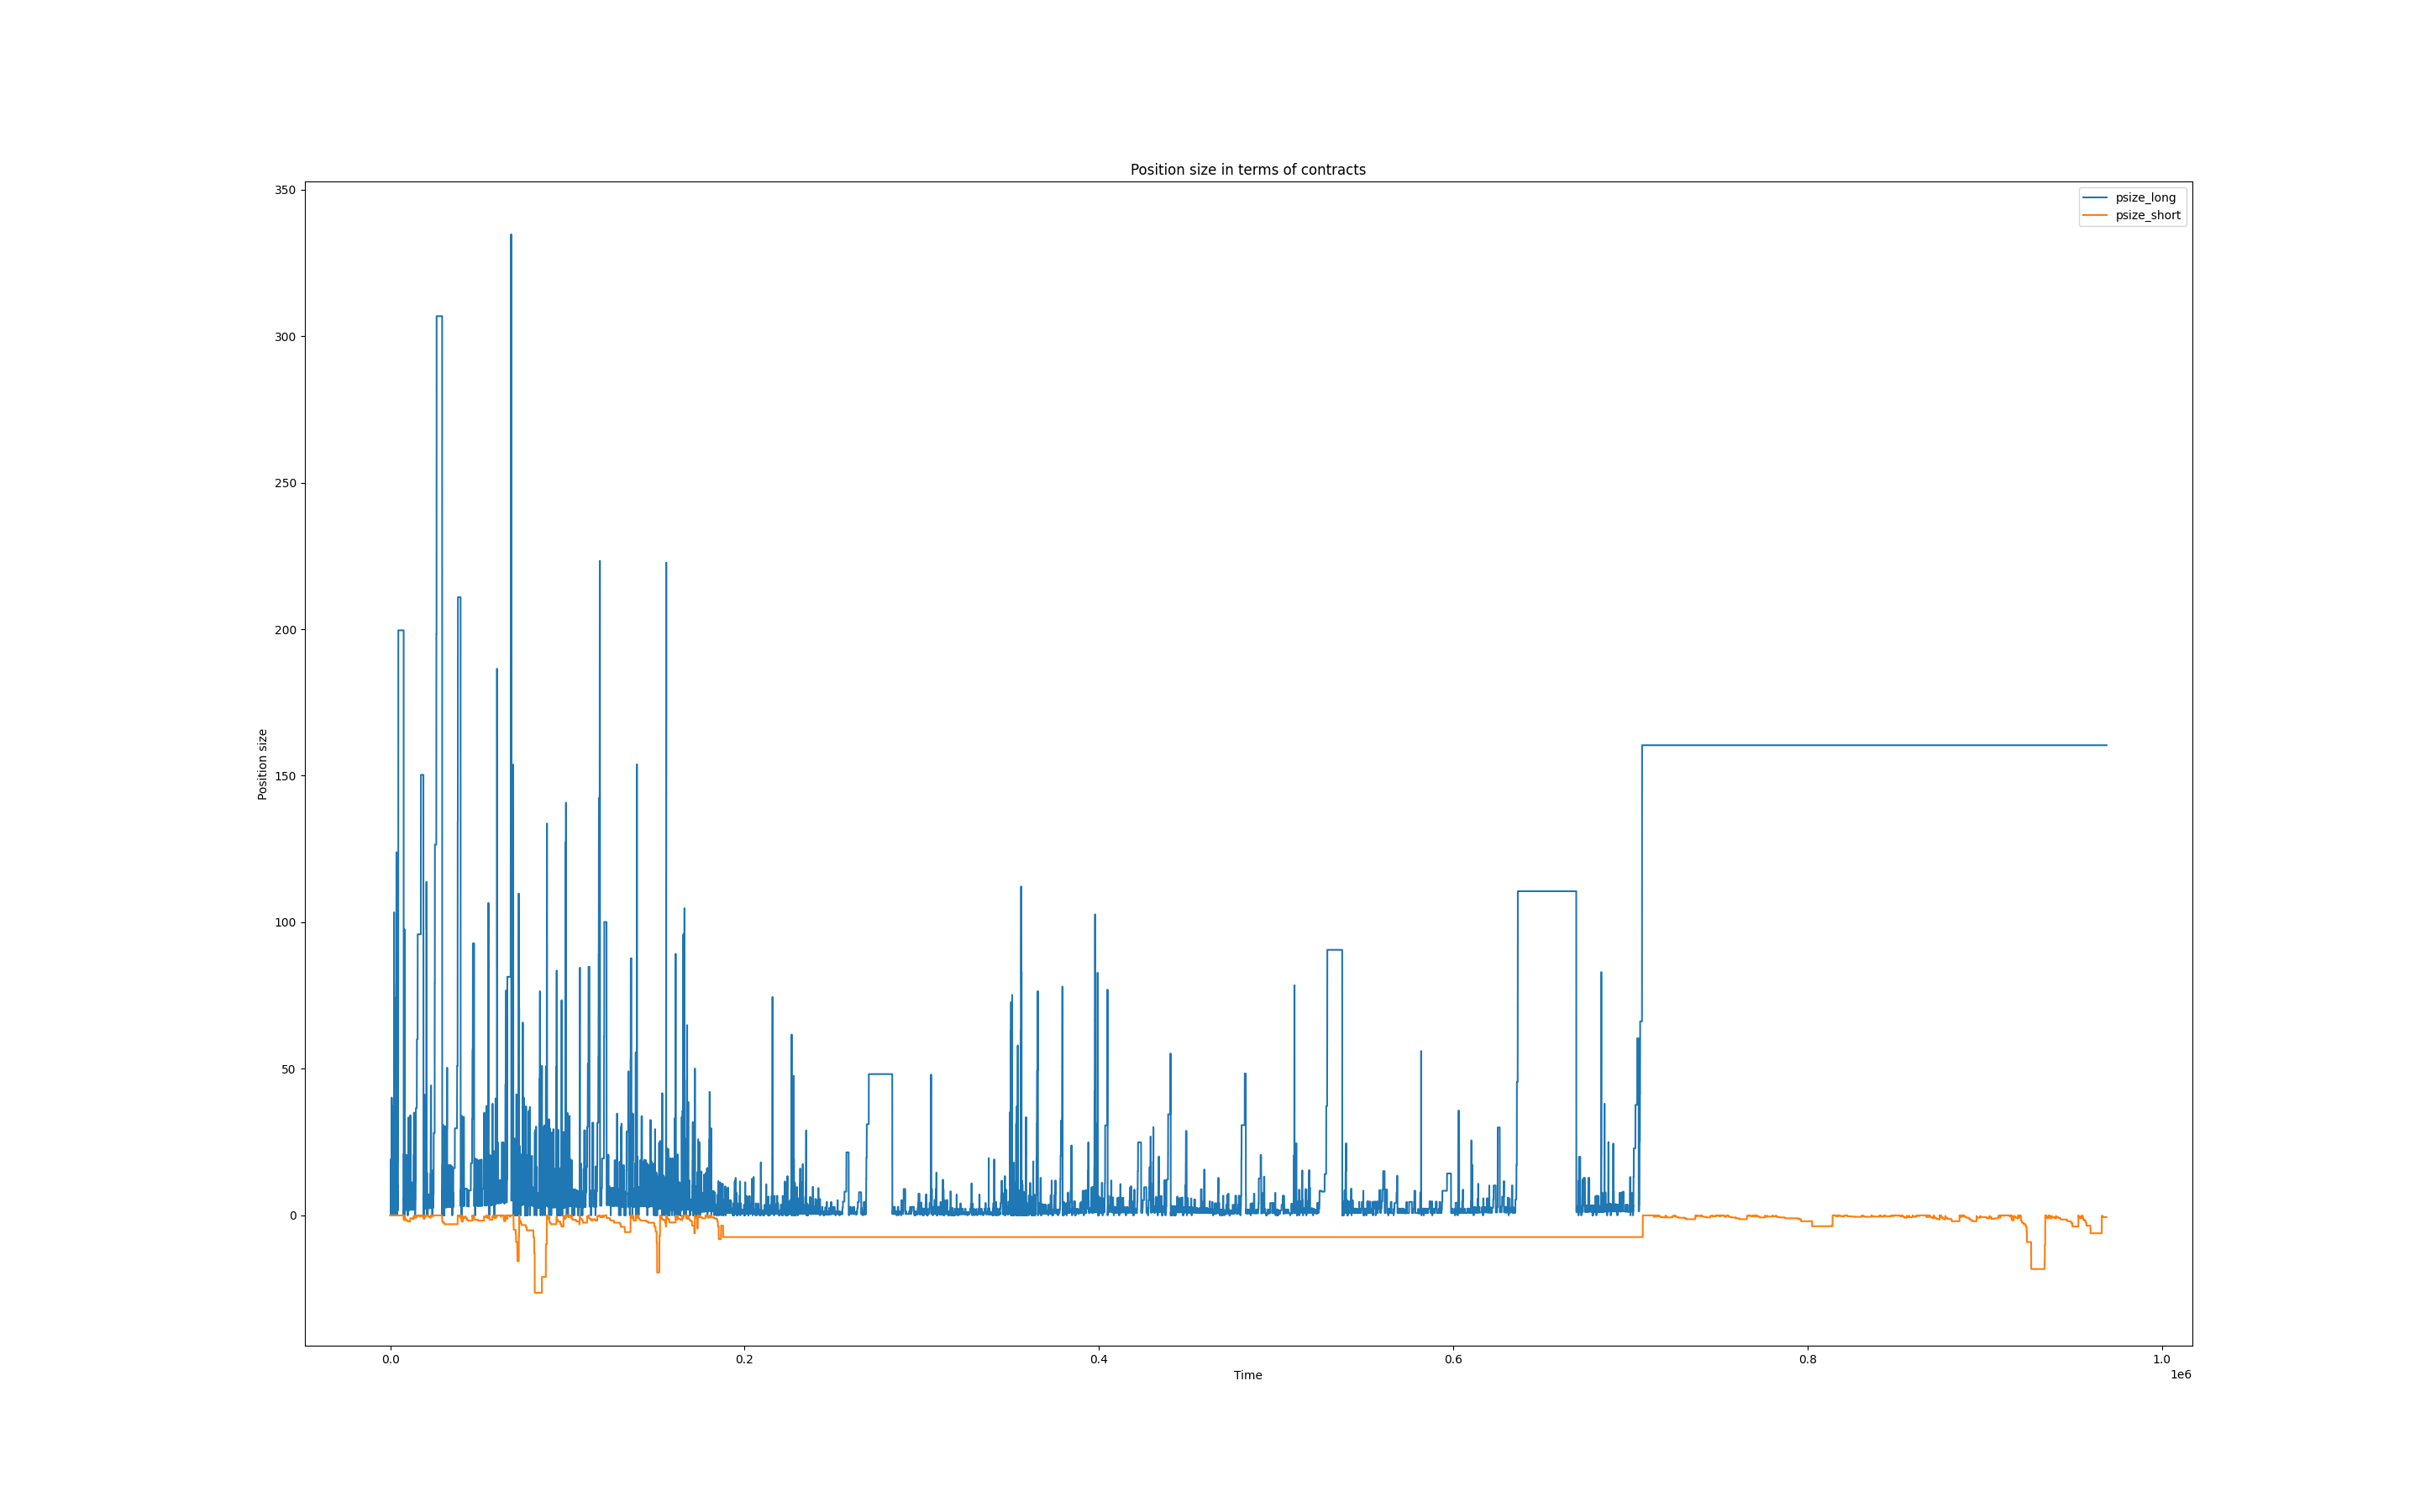 Position size in terms of contracts
psize_long
psize_short
350
300
250
200
150
100
50
0
Position size
0.0 0.2 0.4 0.6 0.8 1.0
1e6
Time